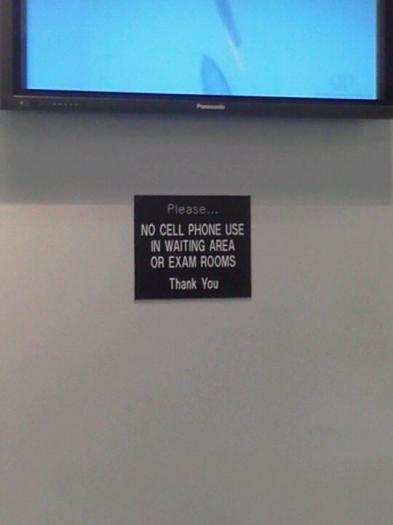 Panasonic
Please...
NO CELL PHONE USE
IN WAITING AREA
OR EXAM ROOMS
Thank You